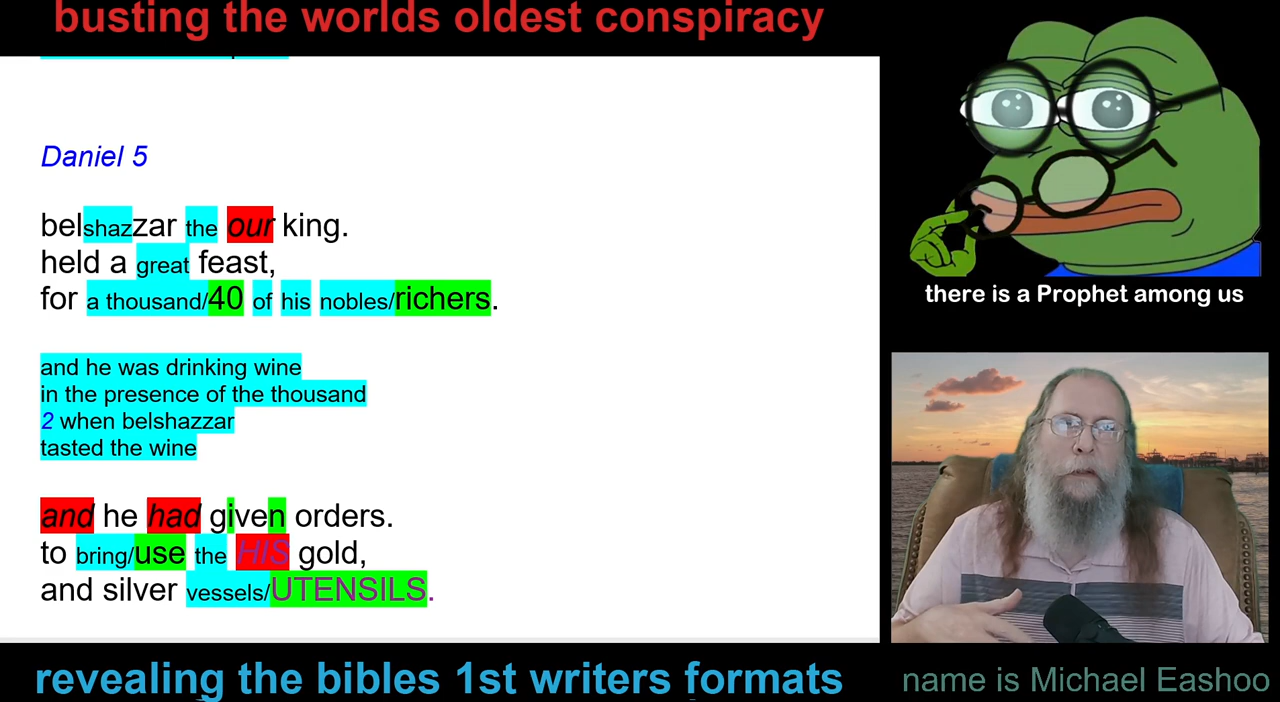 busting the worlds oldest conspiracy
Daniel 5
belshazzar the our king.
held a great feast,
for a thousand/40 of his nobles/richers.
and he was drinking wine
in the presence of the thousand
2 when belshazzar
tasted the wine
and he had given orders.
to bring/use the HIS gold,
and silver vessels/UTENSILS.
there is a Prophet among us
revealing the bibles 1st writers formats
name is Michael Eashoo